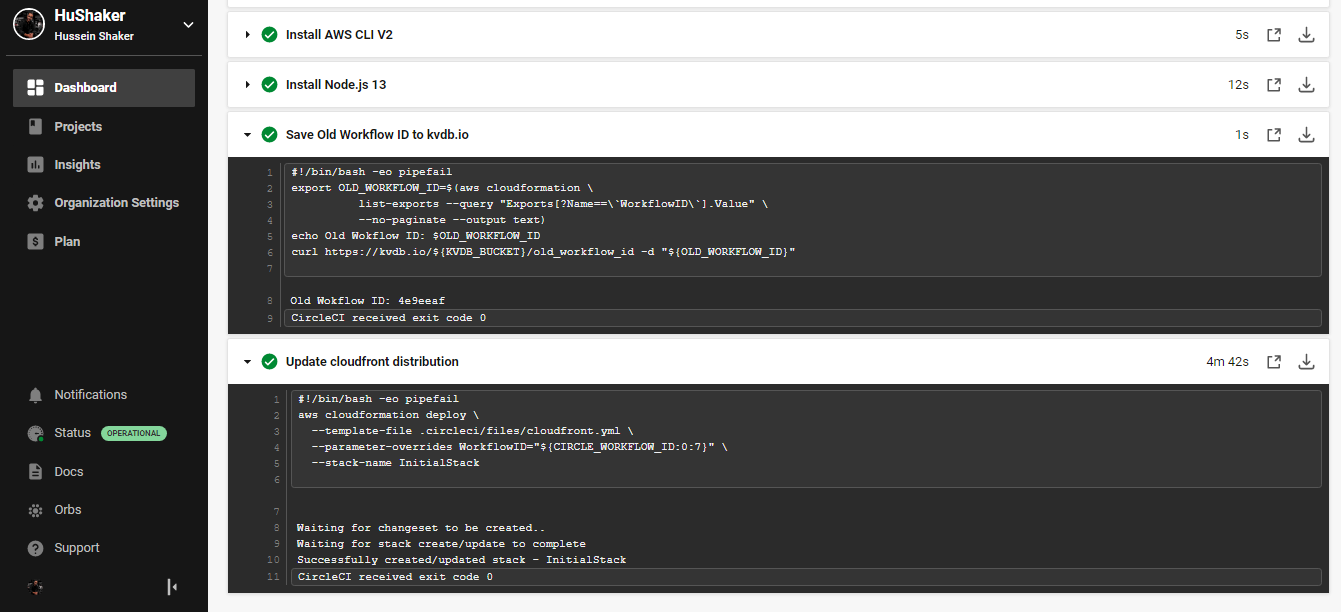 HuShaker
Hussein Shaker
Dashboard
Projects
Insights
Organization Settings
$ Plan
Notifications
Status OPERATIONAL
Docs
Orbs
? Support
Install AWS CLI V2 5s
Install Node.js 13 12s
Save Old Workflow ID to kvdb.io 1s
1 #!/bin/bash -eo pipefail
2 export OLD_WORKFLOW_ID=$(aws cloudformation \
3 list-exports --query "Exports[?Name==\`WorkflowID\`].Value" \
4 --no-paginate --output text)
5 echo Old Wokflow ID: $OLD_WORKFLOW_ID
6 curl https://kvdb.io/${KVDB_BUCKET}/old_workflow_id -d "${OLD_WORKFLOW_ID}"
7
8 Old Wokflow ID: 4e9eeaf
9 CircleCI received exit code 0
Update cloudfront distribution 4m 42s
1 #!/bin/bash -eo pipefail
2 aws cloudformation deploy \
3 --template-file .circleci/files/cloudfront.yml \
4 --parameter-overrides WorkflowID="${CIRCLE_WORKFLOW_ID:0:7}" \
5 --stack-name InitialStack
6
7
8 Waiting for changeset to be created..
9 Waiting for stack create/update to complete
10 Successfully created/updated stack - InitialStack
11 CircleCI received exit code 0